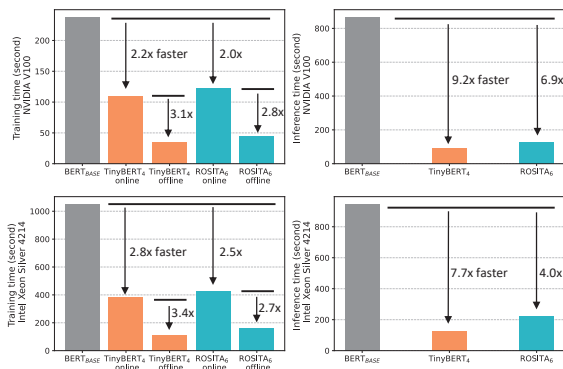 Training time (second)
NVIDIA V100
200
150
100
50
0
2.2x faster
2.0x
3.1x
2.8x
BERT_BASE TinyBERT₄ TinyBERT₄ ROSITA₆ ROSITA₆
online offline online offline
Inference time (second)
NVIDIA V100
800
600
400
200
0
9.2x faster
6.9x
BERT_BASE TinyBERT₄ ROSITA₆
Training time (second)
Intel Xeon Silver 4214
1000
800
600
400
200
0
2.8x faster
2.5x
3.4x
2.7x
BERT_BASE TinyBERT₄ TinyBERT₄ ROSITA₆ ROSITA₆
online offline online offline
Inference time (second)
Intel Xeon Silver 4214
800
600
400
200
0
7.7x faster
4.0x
BERT_BASE TinyBERT₄ ROSITA₆